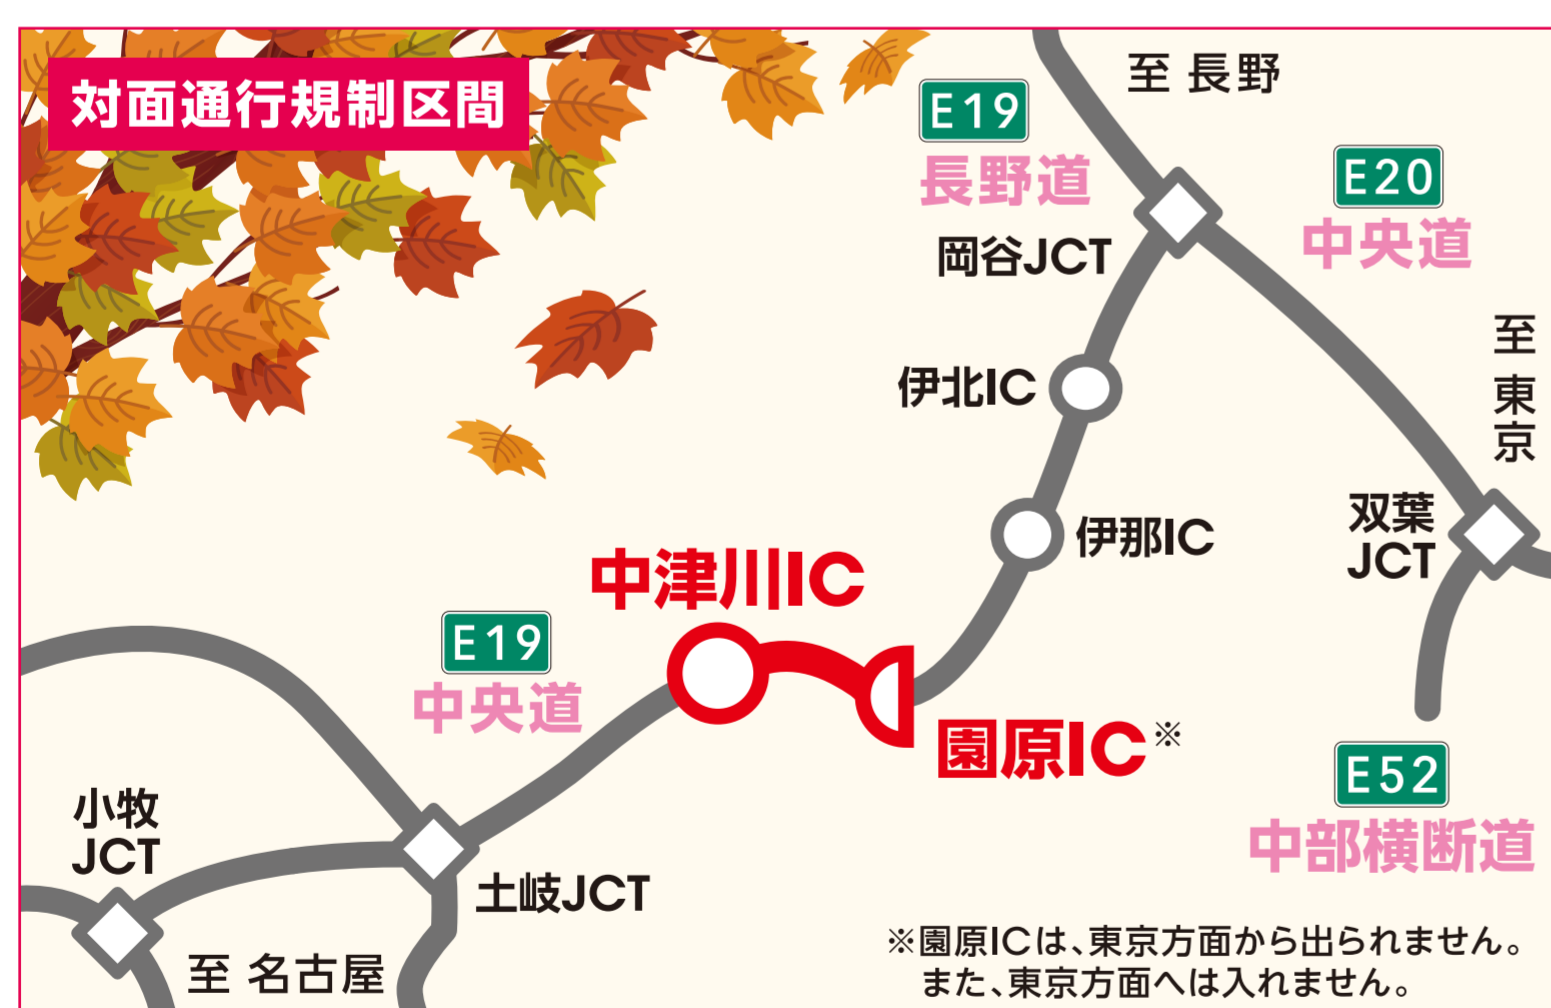 対面通行規制区間
至 長野
E19
長野道
E20
中央道
岡谷JCT
至 東京
伊北IC
双葉
JCT
伊那IC
中津川IC
E19
中央道
園原IC※
E52
中部横断道
小牧
JCT
土岐JCT
至 名古屋
※園原ICは、東京方面から出られません。
また、東京方面へは入れません。